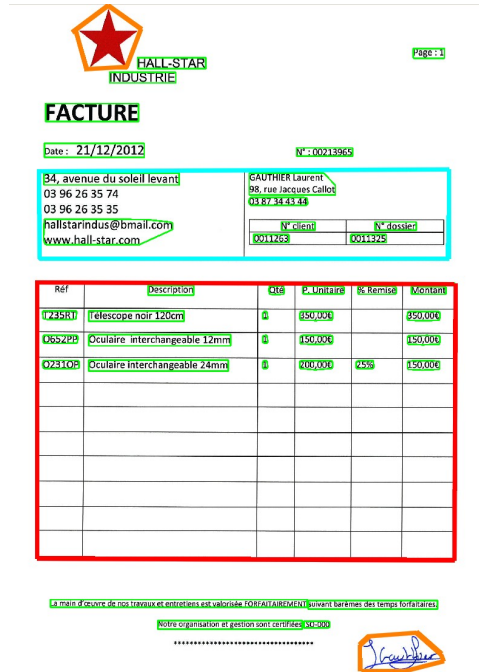 HALL-STAR
INDUSTRIE
Page : 1
FACTURE
Date : 21/12/2012
N° : 00213965
34, avenue du soleil levant
03 96 26 35 74
03 96 26 35 35
hallstarindus@bmail.com
www.hall-star.com
GAUTHIER Laurent
98, rue Jacques Callot
03 87 34 43 44
N° client N° dossier
0011263 0011325
Réf Description Qté P. Unitaire % Remise Montant
T235RT Télescope noir 120cm 1 350,00€ 350,00€
O652PP Oculaire interchangeable 12mm 1 150,00€ 150,00€
O231OP Oculaire interchangeable 24mm 1 200,00€ 25% 150,00€
La main d'œuvre de nos travaux et entretiens est valorisée FORFAITAIREMENT suivant barèmes des temps forfaitaires.
Notre organisation et gestion sont certifiées ISO-000